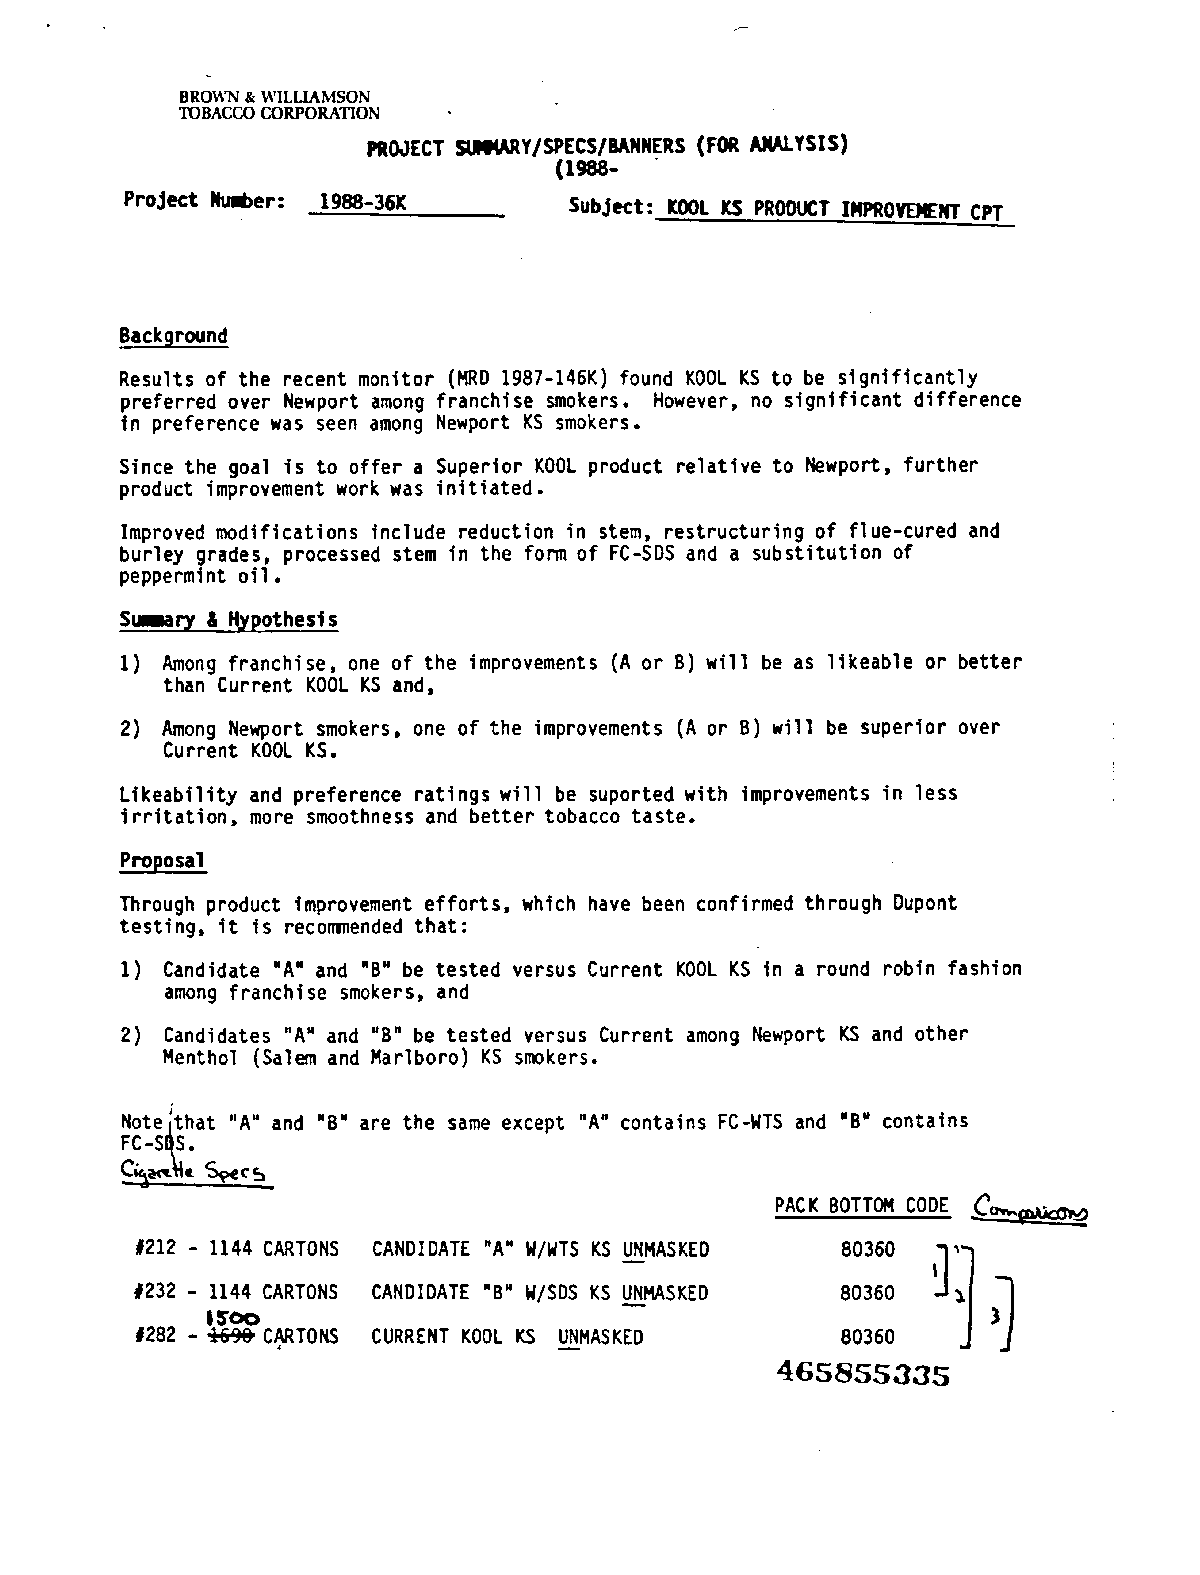 BROWN & WILLIAMSON
TOBACCO CORPORATION
PROJECT SUMMARY/SPECS/BANNERS (FOR ANALYSIS)
(1988-
Project Number: 1988-36K Subject: KOOL KS PRODUCT IMPROVEMENT CPT
Background
Results of the recent monitor (MRD 1987-146K) found KOOL KS to be significantly
preferred over Newport among franchise smokers. However, no significant difference
in preference was seen among Newport KS smokers.
Since the goal is to offer a Superior KOOL product relative to Newport, further
product improvement work was initiated.
Improved modifications include reduction in stem, restructuring of flue-cured and
burley grades, processed stem in the form of FC-SDS and a substitution of
peppermint oil.
Summary & Hypothesis
1) Among franchise, one of the improvements (A or B) will be as likeable or better
than Current KOOL KS and,
2) Among Newport smokers, one of the improvements (A or B) will be superior over
Current KOOL KS.
Likeability and preference ratings will be suported with improvements in less
irritation, more smoothness and better tobacco taste.
Proposal
Through product improvement efforts, which have been confirmed through Dupont
testing, it is recommended that:
1) Candidate "A" and "B" be tested versus Current KOOL KS in a round robin fashion
among franchise smokers, and
2) Candidates "A" and "B" be tested versus Current among Newport KS and other
Menthol (Salem and Marlboro) KS smokers.
Note that "A" and "B" are the same except "A" contains FC-WTS and "B" contains
FC-SDS.
Cigarette Specs
PACK BOTTOM CODE Comparisons
#212 - 1144 CARTONS CANDIDATE "A" W/WTS KS UNMASKED 80360
1 2 3
#232 - 1144 CARTONS CANDIDATE "B" W/SDS KS UNMASKED 80360
1500
#282 - 1690 CARTONS CURRENT KOOL KS UNMASKED 80360
465855335